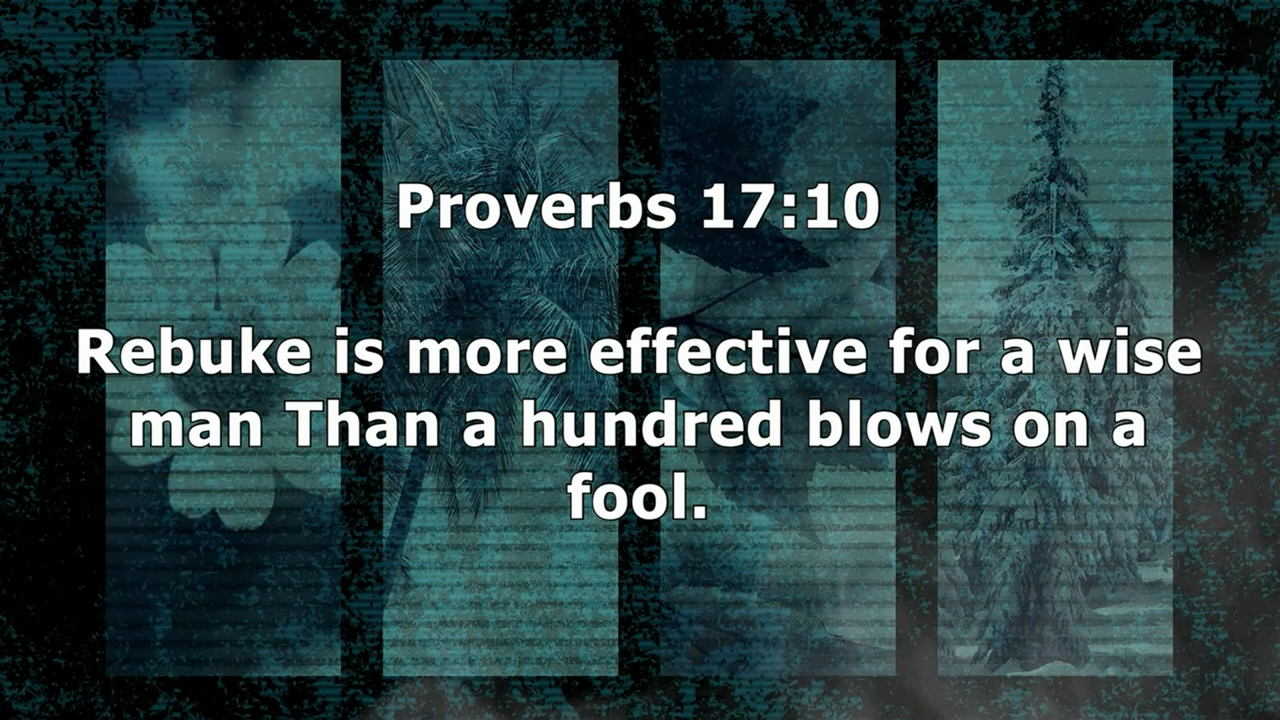 Proverbs 17:10
Rebuke is more effective for a wise
man Than a hundred blows on a
fool.